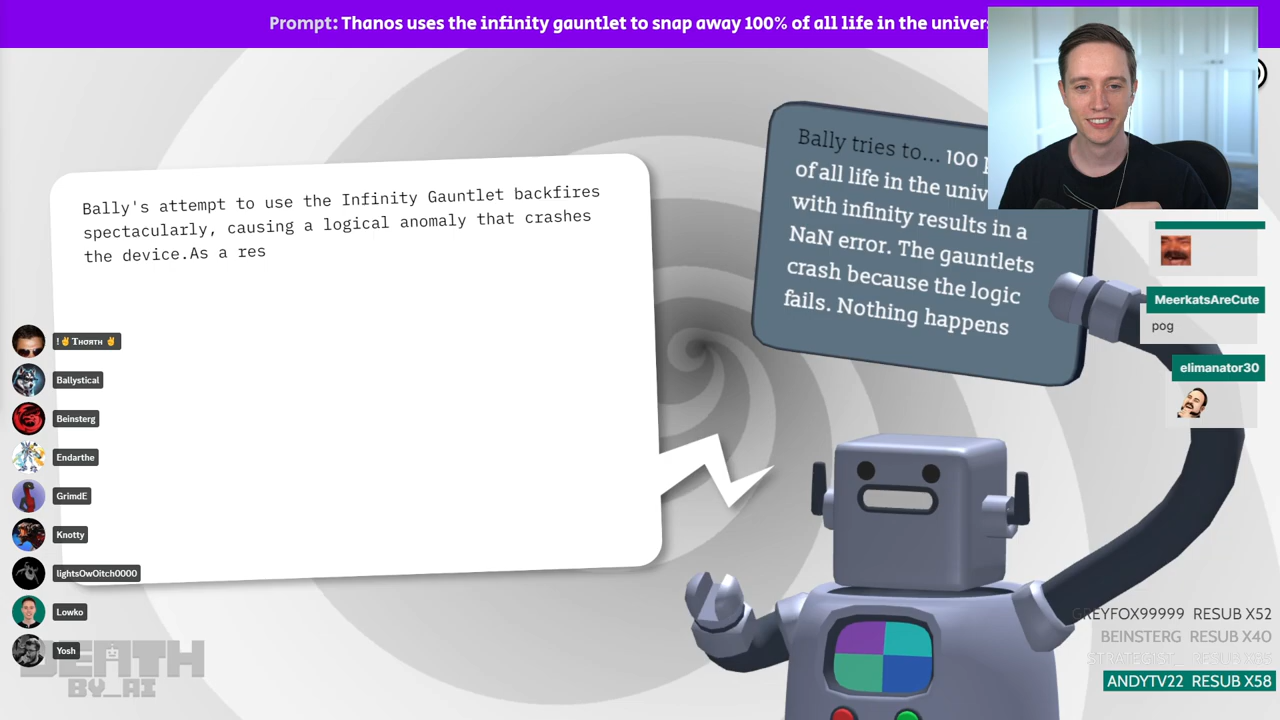 Prompt: Thanos uses the infinity gauntlet to snap away 100% of all life in the
Bally's attempt to use the Infinity Gauntlet backfires
spectacularly, causing a logical anomaly that crashes
the device.As a res
Bally tries to... 100
of all life in the
with infinity results in a
NaN error. The gauntlets
crash because the logic
fails. Nothing happens
Ballystical
Beinsterg
Endarthe
GrimdE
Knotty
lightsOwOitch0000
Lowko
Yosh
DEATH
BY_AI
MeerkatsAreCute
pog
elimanator30
GREYFOX99999 RESUB X52
BEINSTERG RESUB X40
ANDYTV22 RESUB X58